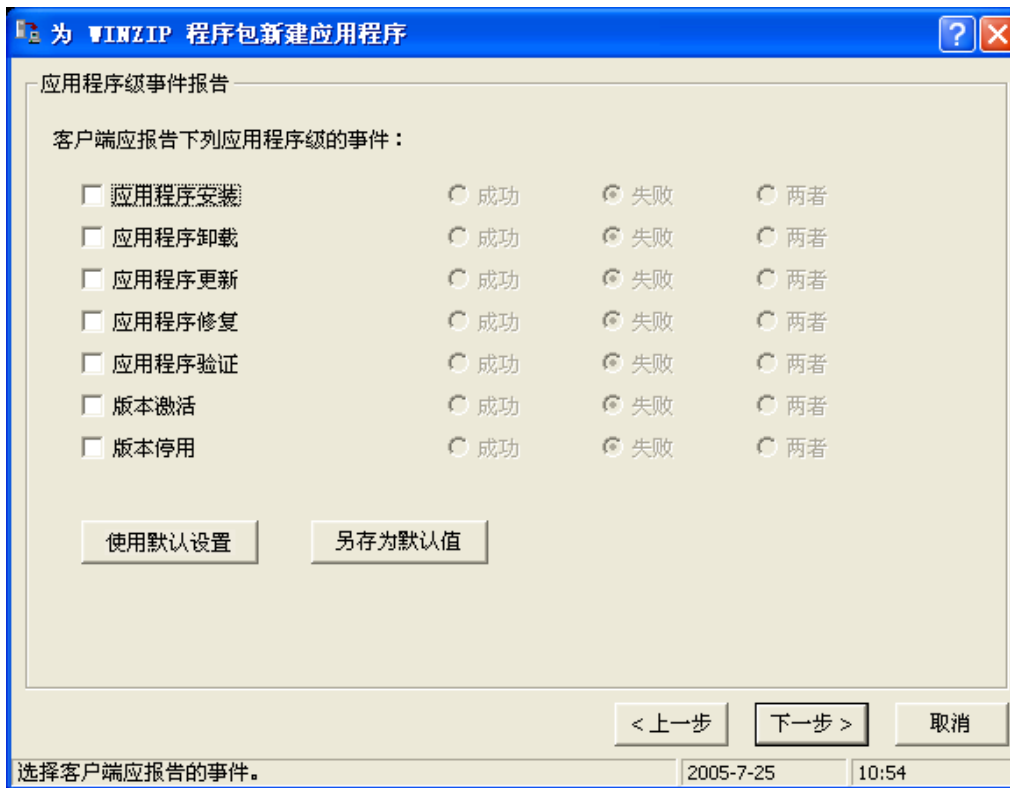 为 WINZIP 程序包新建应用程序
应用程序级事件报告
客户端应报告下列应用程序级的事件：
应用程序安装 成功 失败 两者
应用程序卸载 成功 失败 两者
应用程序更新 成功 失败 两者
应用程序修复 成功 失败 两者
应用程序验证 成功 失败 两者
版本激活 成功 失败 两者
版本停用 成功 失败 两者
使用默认设置 另存为默认值
< 上一步 下一步 > 取消
选择客户端应报告的事件。 2005-7-25 10:54